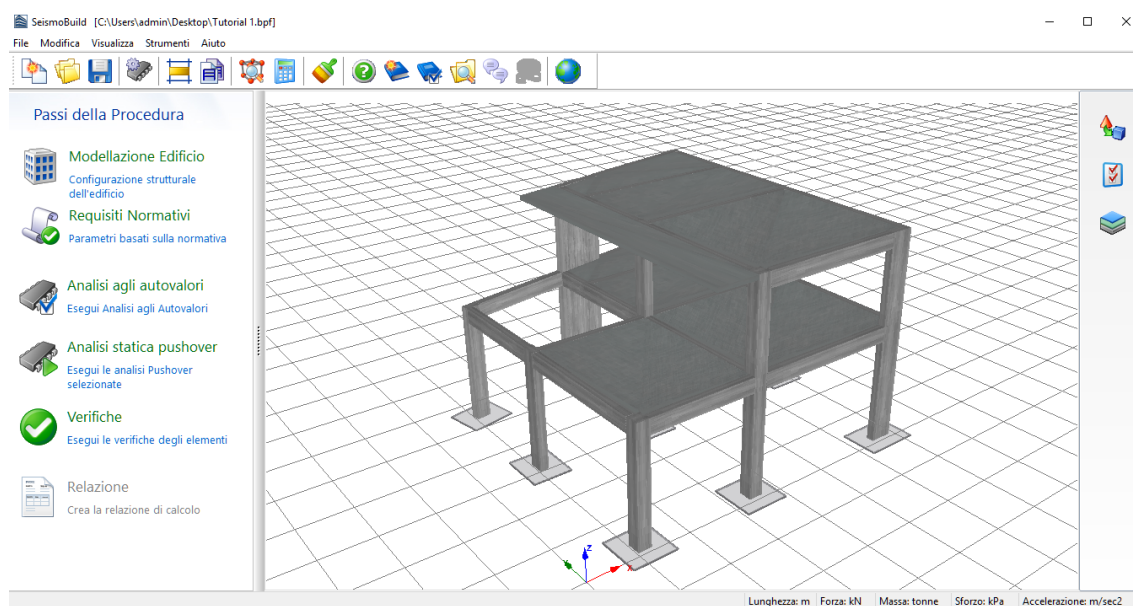 SeismoBuild [C:\Users\admin\Desktop\Tutorial 1.bpf]
File Modifica Visualizza Strumenti Aiuto
Passi della Procedura
Modellazione Edificio
Configurazione strutturale
dell'edificio
Requisiti Normativi
Parametri basati sulla normativa
Analisi agli autovalori
Esegui Analisi agli Autovalori
Analisi statica pushover
Esegui le analisi Pushover
selezionate
Verifiche
Esegui le verifiche degli elementi
Relazione
Crea la relazione di calcolo
z
x
Lunghezza: m Forza: kN Massa: tonne Sforzo: kPa Accelerazione: m/sec2